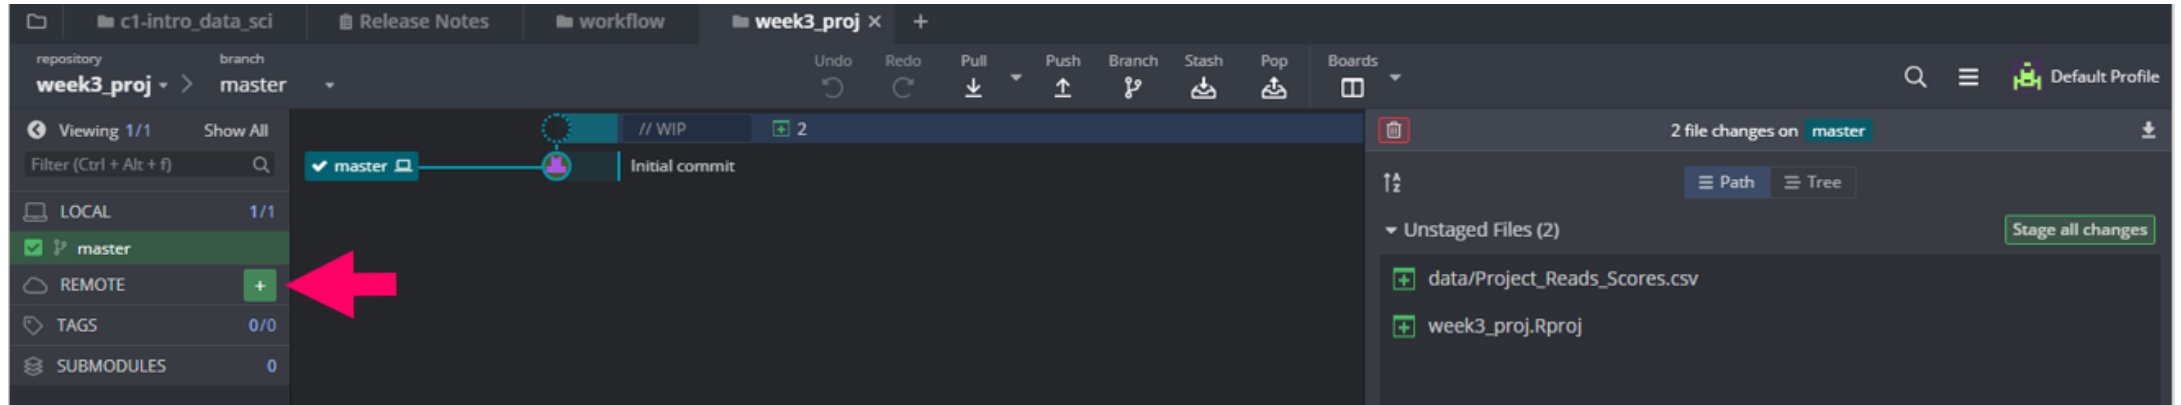 c1-intro_data_sci Release Notes workflow week3_proj × +
repository branch Undo Redo Pull Push Branch Stash Pop Boards
week3_proj > master Default Profile
Viewing 1/1 Show All // WIP 2 2 file changes on master
Filter (Ctrl + Alt + f) master Initial commit
Path Tree
LOCAL 1/1
Unstaged Files (2) Stage all changes
master
REMOTE +
data/Project_Reads_Scores.csv
TAGS 0/0
week3_proj.Rproj
SUBMODULES 0